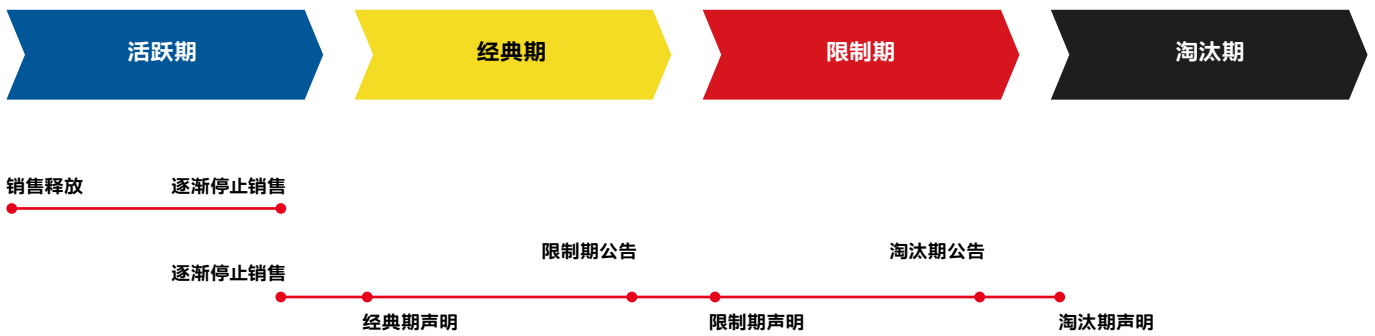 活跃期
经典期
限制期
淘汰期
销售释放
逐渐停止销售
限制期公告
淘汰期公告
逐渐停止销售
经典期声明
限制期声明
淘汰期声明